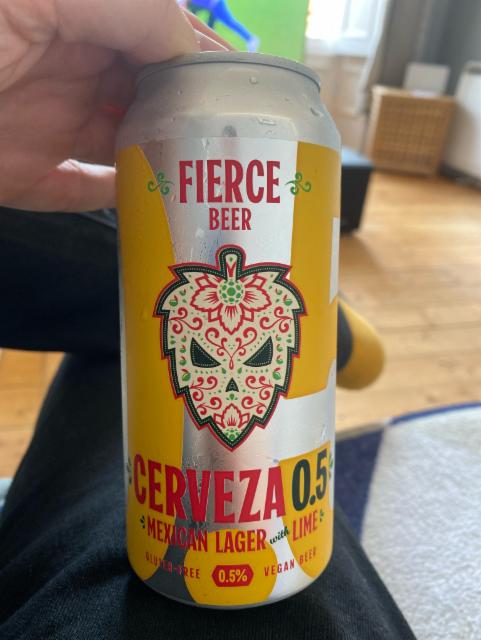 FIERCE
BEER
CERVEZA 0.5
MEXICAN LAGER with LIME
GLUTEN-FREE 0.5% VEGAN BEER